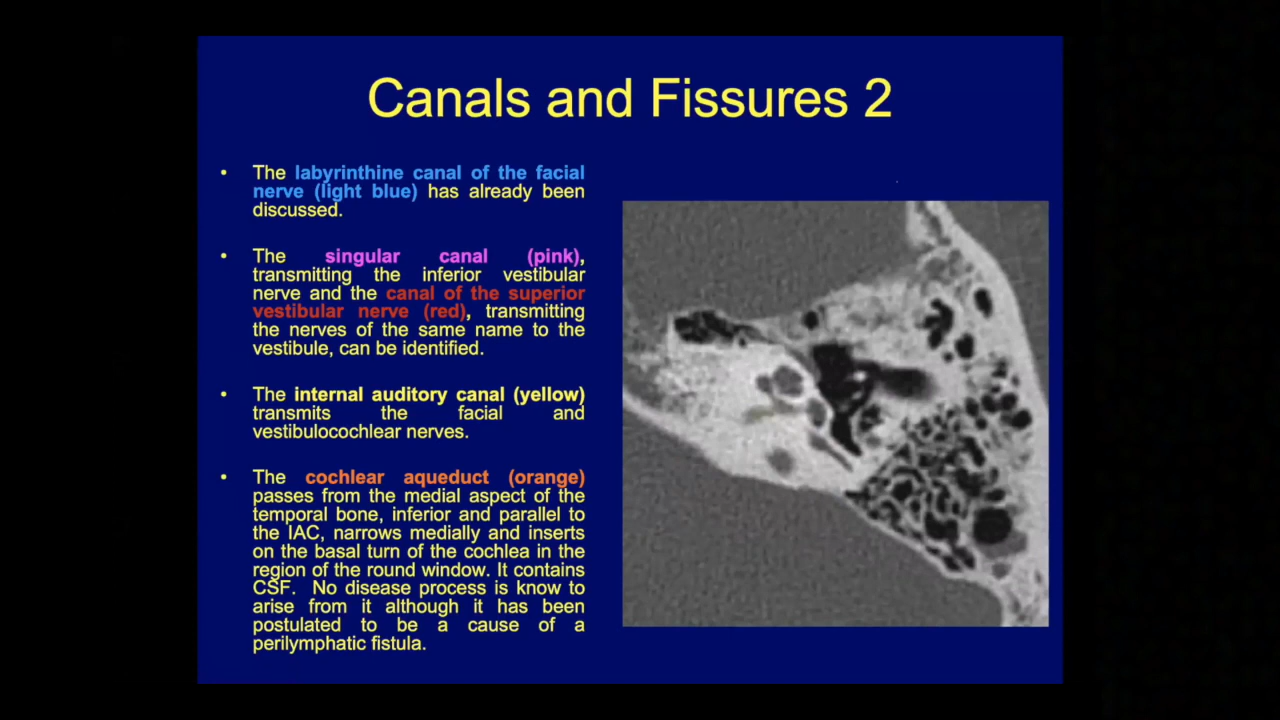 Canals and Fissures 2
• The labyrinthine canal of the facial
nerve (light blue) has already been
discussed.
• The singular canal (pink),
transmitting the inferior vestibular
nerve and the canal of the superior
vestibular nerve (red), transmitting
the nerves of the same name to the
vestibule, can be identified.
• The internal auditory canal (yellow)
transmits the facial and
vestibulocochlear nerves.
• The cochlear aqueduct (orange)
passes from the medial aspect of the
temporal bone, inferior and parallel to
the IAC, narrows medially and inserts
on the basal turn of the cochlea in the
region of the round window. It contains
CSF. No disease process is know to
arise from it although it has been
postulated to be a cause of a
perilymphatic fistula.